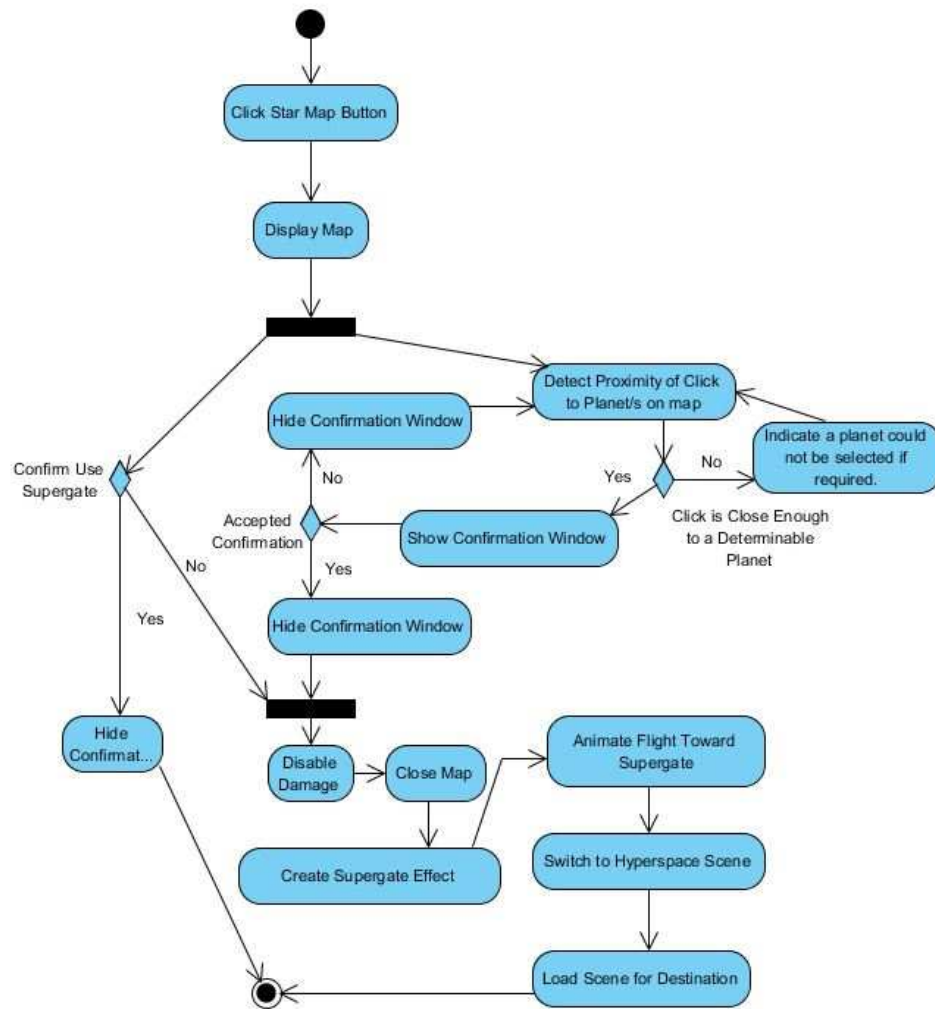 Click Star Map Button
Display Map
Detect Proximity of Click
to Planet/s on map
Hide Confirmation Window
Indicate a planet could
not be selected if
required.
Confirm Use
Supergate
Yes
No
No
Accepted
Confirmation
Show Confirmation Window
Click is Close Enough
to a Determinable
Planet
No
Yes
Yes
Hide Confirmation Window
Hide
Confirmat...
Disable
Damage
Close Map
Animate Flight Toward
Supergate
Create Supergate Effect
Switch to Hyperspace Scene
Load Scene for Destination